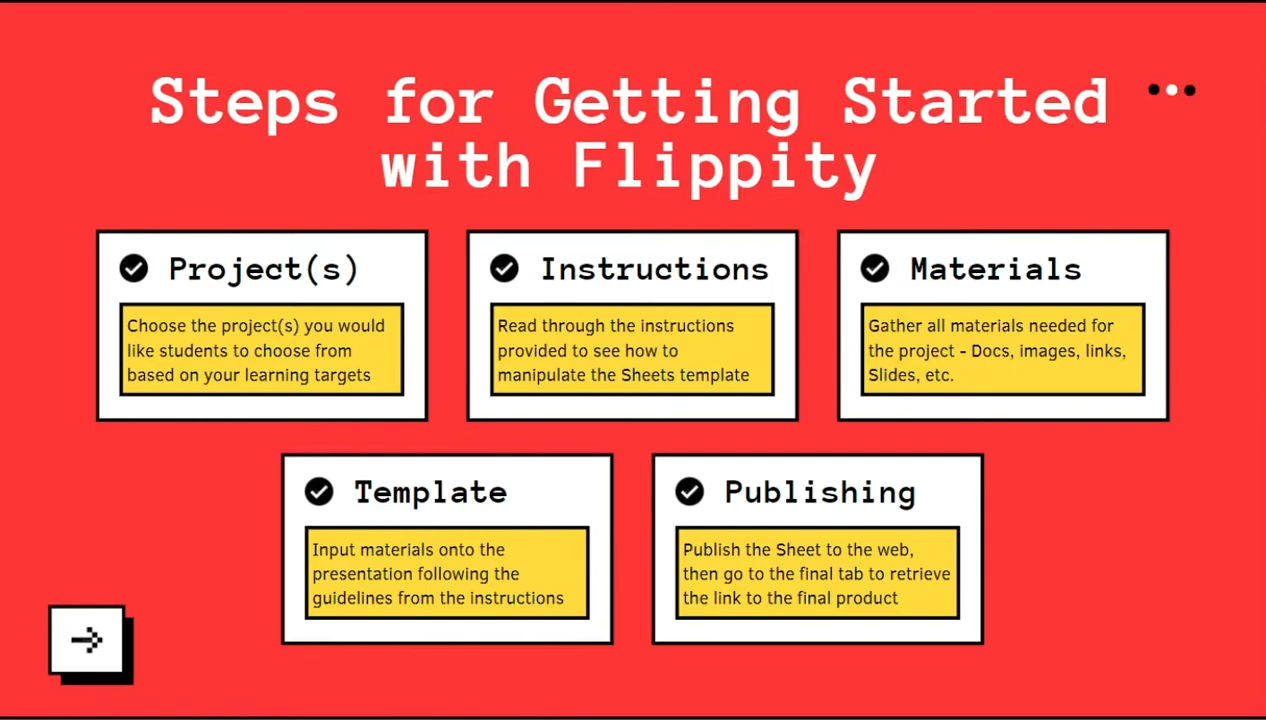 Steps for Getting Started
with Flippity
Project(s)
Choose the project(s) you would
like students to choose from
based on your learning targets
Instructions
Read through the instructions
provided to see how to
manipulate the Sheets template
Materials
Gather all materials needed for
the project - Docs, images, links,
Slides, etc.
Template
Input materials onto the
presentation following the
guidelines from the instructions
Publishing
Publish the Sheet to the web,
then go to the final tab to retrieve
the link to the final product